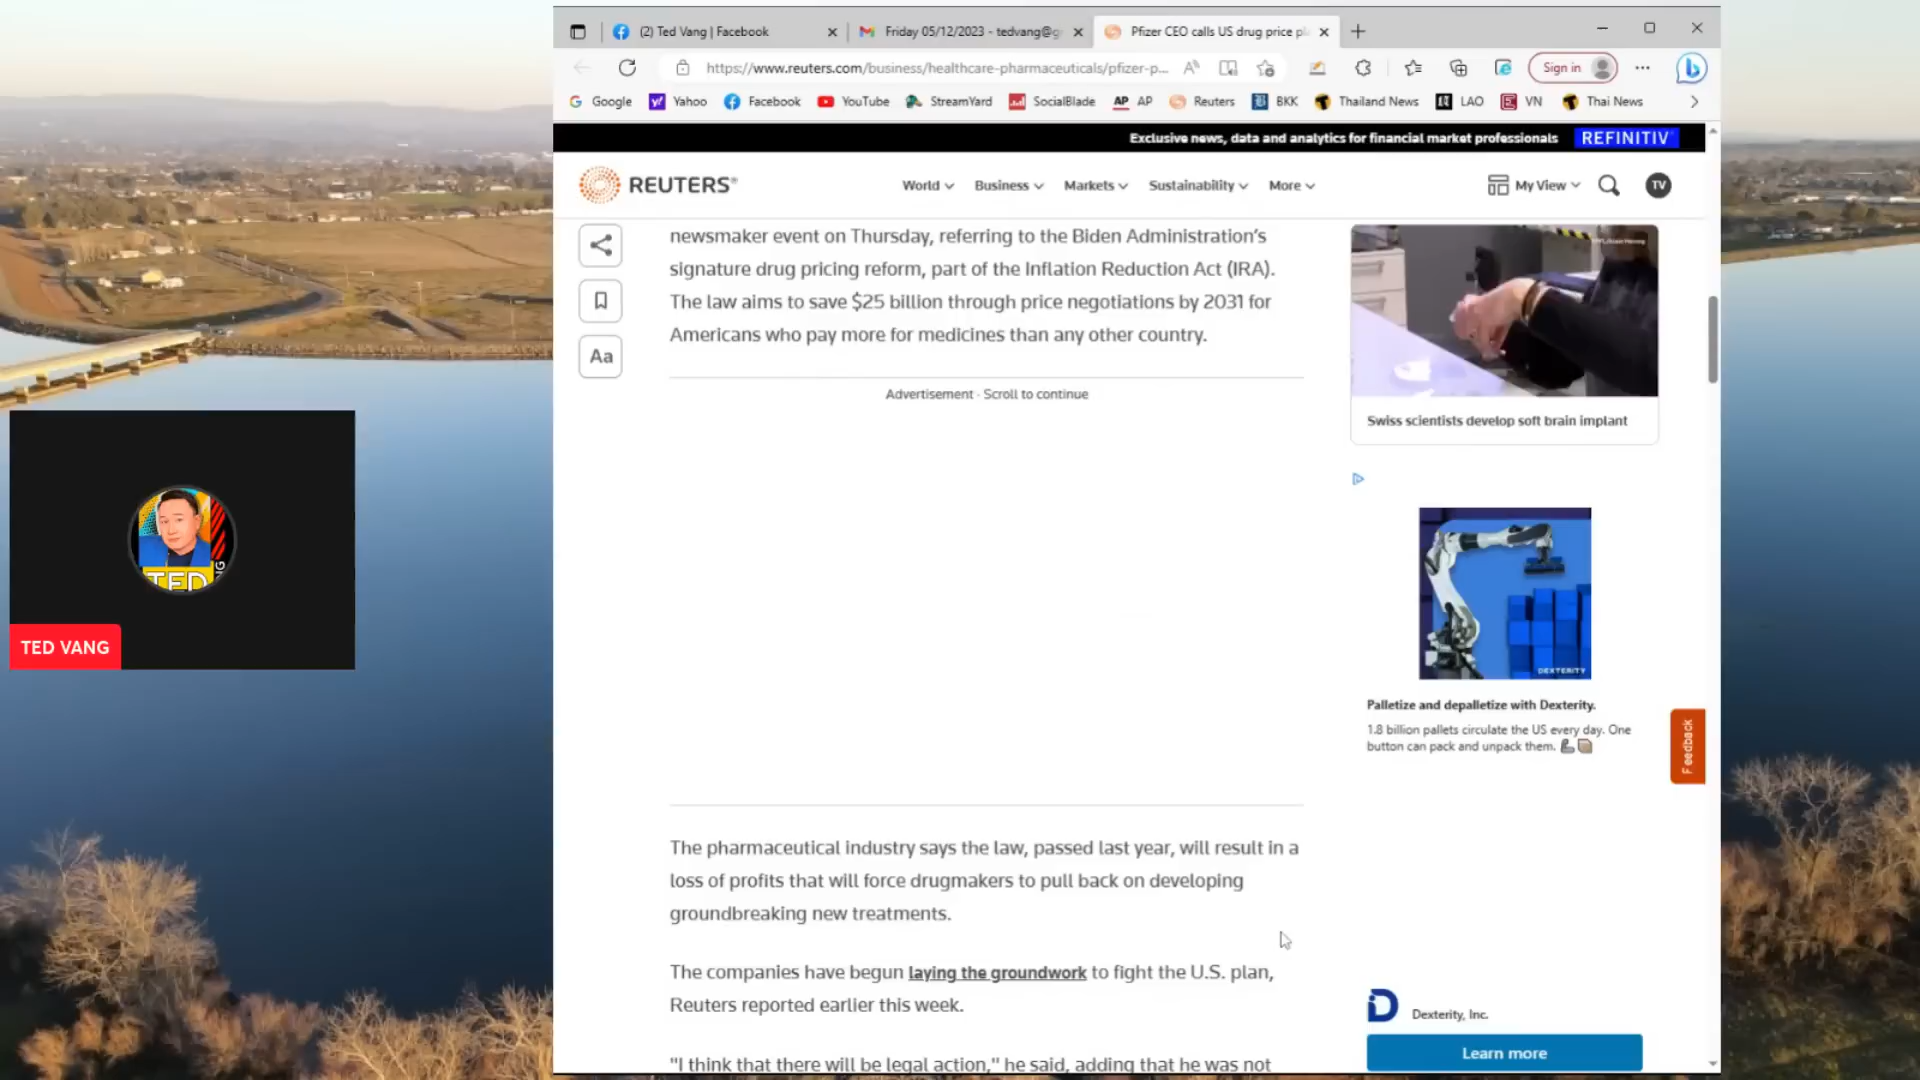 (2) Ted Vang | Facebook
Friday 05/12/2023 - tedvang@g
Pfizer CEO calls US drug price pl
https://www.reuters.com/business/healthcare-pharmaceuticals/pfizer-p...
Sign in
Google
Yahoo
Facebook
YouTube
StreamYard
SocialBlade
AP AP
Reuters
BKK
Thailand News
LAO
VN
Thai News
Exclusive news, data and analytics for financial market professionals REFINITIV
REUTERS
World
Business
Markets
Sustainability
More
My View
TV
newsmaker event on Thursday, referring to the Biden Administration's
signature drug pricing reform, part of the Inflation Reduction Act (IRA).
The law aims to save $25 billion through price negotiations by 2031 for
Americans who pay more for medicines than any other country.
Aa
Advertisement · Scroll to continue
Swiss scientists develop soft brain implant
TED
TED VANG
DEXTERITY
Palletize and depalletize with Dexterity.
1.8 billion pallets circulate the US every day. One
button can pack and unpack them.
Feedback
The pharmaceutical industry says the law, passed last year, will result in a
loss of profits that will force drugmakers to pull back on developing
groundbreaking new treatments.
The companies have begun laying the groundwork to fight the U.S. plan,
Reuters reported earlier this week.
"I think that there will be legal action," he said, adding that he was not
Dexterity, Inc.
Learn more